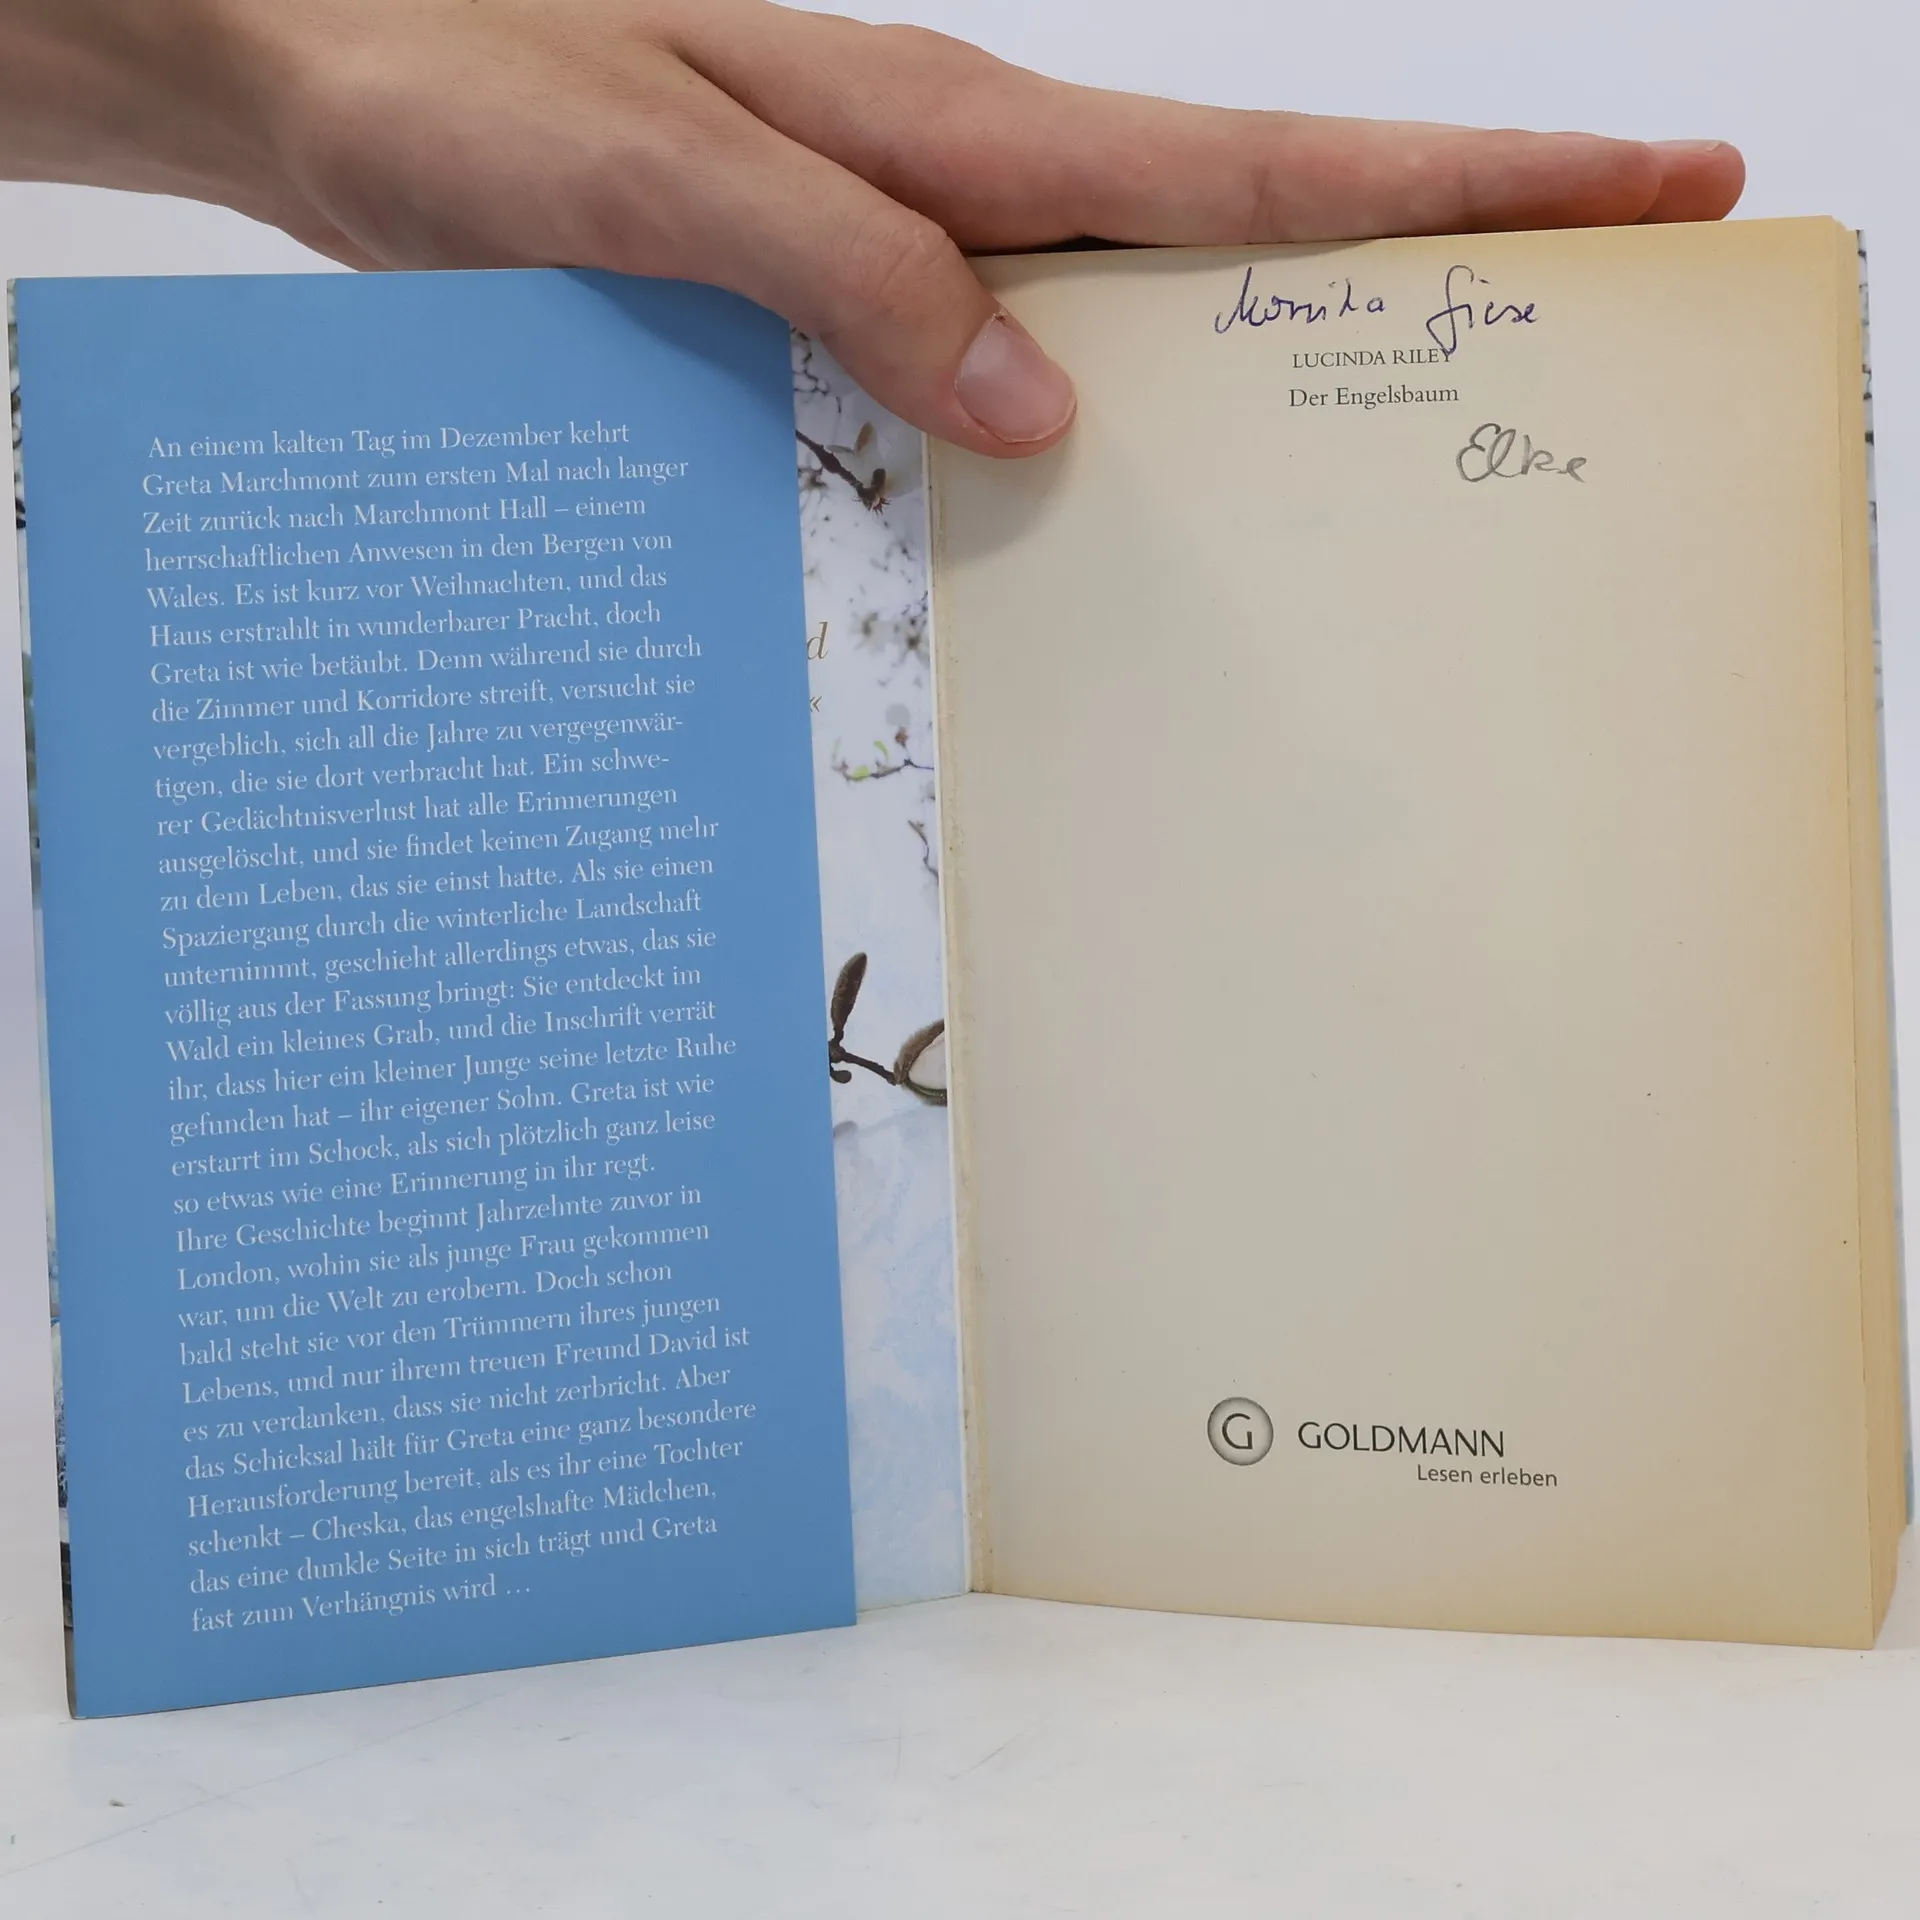 An einem kalten Tag im Dezember kehrt
Greta Marchmont zum ersten Mal nach langer
Zeit zurück nach Marchmont Hall – einem
herrschaftlichen Anwesen in den Bergen von
Wales. Es ist kurz vor Weihnachten, und das
Haus erstrahlt in wunderbarer Pracht, doch
Greta ist wie betäubt. Denn während sie durch
die Zimmer und Korridore streift, versucht sie
vergeblich, sich all die Jahre zu vergegenwär-
tigen, die sie dort verbracht hat. Ein schwe-
rer Gedächtnisverlust hat alle Erinnerungen
ausgelöscht, und sie findet keinen Zugang mehr
zu dem Leben, das sie einst hatte. Als sie einen
Spaziergang durch die winterliche Landschaft
unternimmt, geschieht allerdings etwas, das sie
völlig aus der Fassung bringt: Sie entdeckt im
Wald ein kleines Grab, und die Inschrift verrät
ihr, dass hier ein kleiner Junge seine letzte Ruhe
gefunden hat – ihr eigener Sohn. Greta ist wie
erstarrt im Schock, als sich plötzlich ganz leise
so etwas wie eine Erinnerung in ihr regt.
Ihre Geschichte beginnt Jahrzehnte zuvor in
London, wohin sie als junge Frau gekommen
war, um die Welt zu erobern. Doch schon
bald steht sie vor den Trümmern ihres jungen
Lebens, und nur ihrem treuen Freund David ist
es zu verdanken, dass sie nicht zerbricht. Aber
das Schicksal hält für Greta eine ganz besondere
Herausforderung bereit, als es ihr eine Tochter
schenkt – Cheska, das engelshafte Mädchen,
das eine dunkle Seite in sich trägt und Greta
fast zum Verhängnis wird ...
d
«
Monika Giese
LUCINDA RILEY
Der Engelsbaum
Elke
G GOLDMANN
Lesen erleben